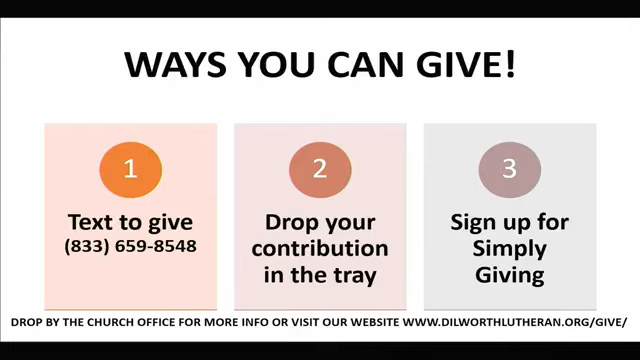 WAYS YOU CAN GIVE!
1
Text to give
(833) 659-8548
2
Drop your
contribution
in the tray
3
Sign up for
Simply
Giving
DROP BY THE CHURCH OFFICE FOR MORE INFO OR VISIT OUR WEBSITE WWW.DILWORTHLUTHERAN.ORG/GIVE/